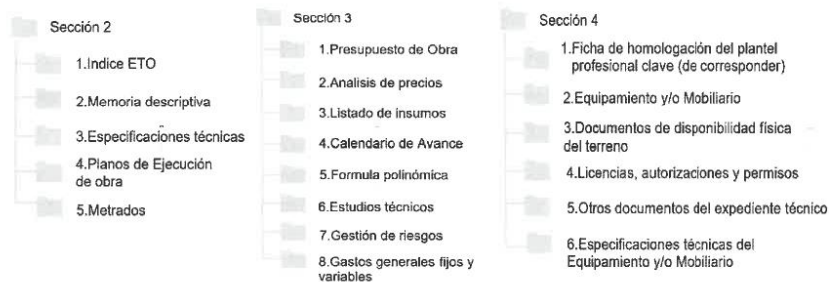 Sección 2
1.Indice ETO
2.Memoria descriptiva
3.Especificaciones técnicas
4.Planos de Ejecución
de obra
5.Metrados
Sección 3
1.Presupuesto de Obra
2.Analisis de precios
3.Listado de insumos
4.Calendario de Avance
5.Formula polinómica
6.Estudios técnicos
7.Gestión de riesgos
8.Gastos generales fijos y
variables
Sección 4
1.Ficha de homologación del plantel
profesional clave (de corresponder)
2.Equipamiento y/o Mobiliario
3.Documentos de disponibilidad física
del terreno
4.Licencias, autorizaciones y permisos
5.Otros documentos del expediente técnico
6.Especificaciones técnicas del
Equipamiento y/o Mobiliario